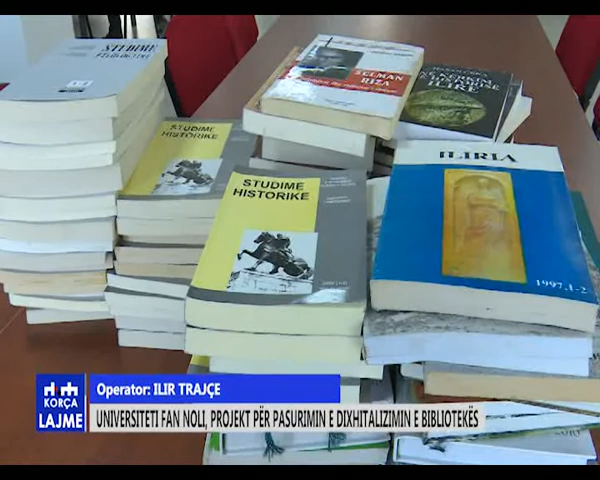 STUDIME
FILOLOGJIKE
STUDIME
HISTORIKE
STUDIME
HISTORIKE
SELMAN
RIZA
ILIRIA
1997, 1-2
KORÇA
LAJME
Operator: ILIR TRAJÇE
UNIVERSITETI FAN NOLI, PROJEKT PËR PASURIMIN E DIXHITALIZIMIN E BIBLIOTEKËS